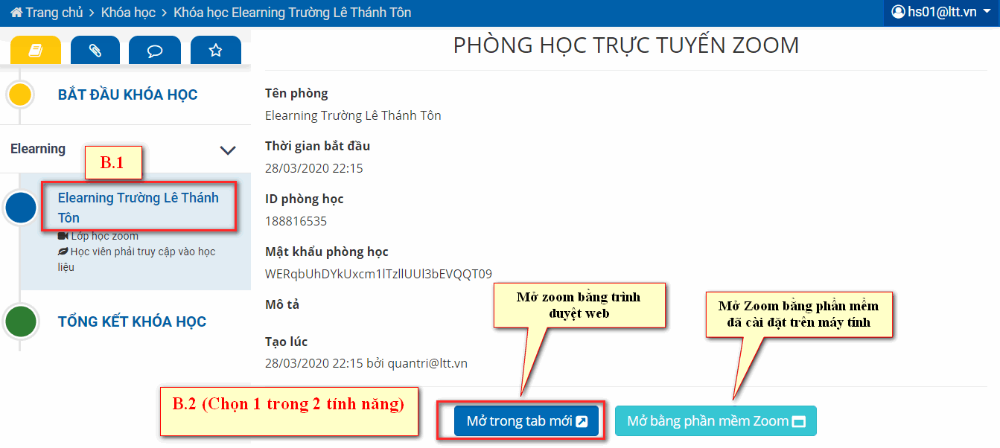 Trang chủ > Khóa học > Khóa học Elearning Trường Lê Thánh Tôn
hs01@ltt.vn
PHÒNG HỌC TRỰC TUYẾN ZOOM
BẮT ĐẦU KHÓA HỌC
Elearning
B.1
Elearning Trường Lê Thánh
Tôn
Lớp học zoom
Học viên phải truy cập vào học
liệu
TỔNG KẾT KHÓA HỌC
Tên phòng
Elearning Trường Lê Thánh Tôn
Thời gian bắt đầu
28/03/2020 22:15
ID phòng học
188816535
Mật khẩu phòng học
WERqbUhDYkUxcm1lTzllUUl3bEVQQT09
Mô tả
Tạo lúc
28/03/2020 22:15 bởi quantri@ltt.vn
Mở zoom bằng trình
duyệt web
Mở Zoom bằng phần mềm
đã cài đặt trên máy tính
B.2 (Chọn 1 trong 2 tính năng)
Mở trong tab mới
Mở bằng phần mềm Zoom